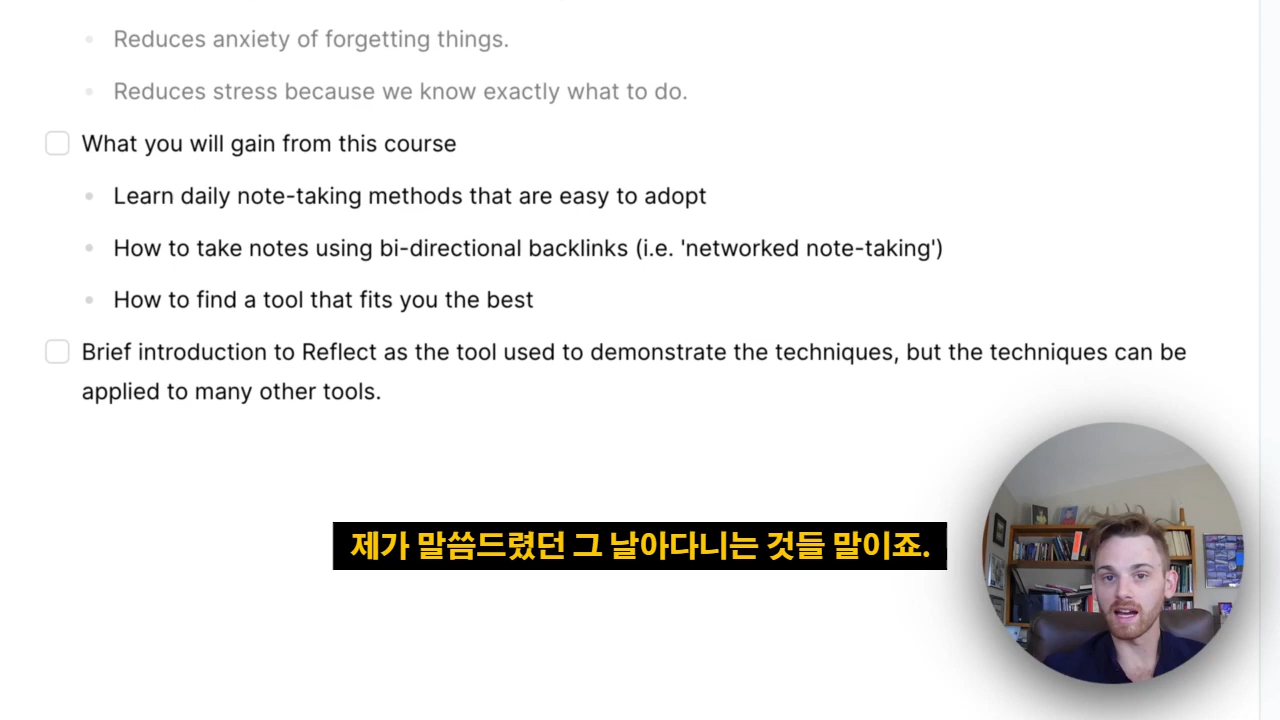 Reduces anxiety of forgetting things.
Reduces stress because we know exactly what to do.
What you will gain from this course
Learn daily note-taking methods that are easy to adopt
How to take notes using bi-directional backlinks (i.e. 'networked note-taking')
How to find a tool that fits you the best
Brief introduction to Reflect as the tool used to demonstrate the techniques, but the techniques can be
applied to many other tools.
제가 말씀드렸던 그 날아다니는 것들 말이죠.